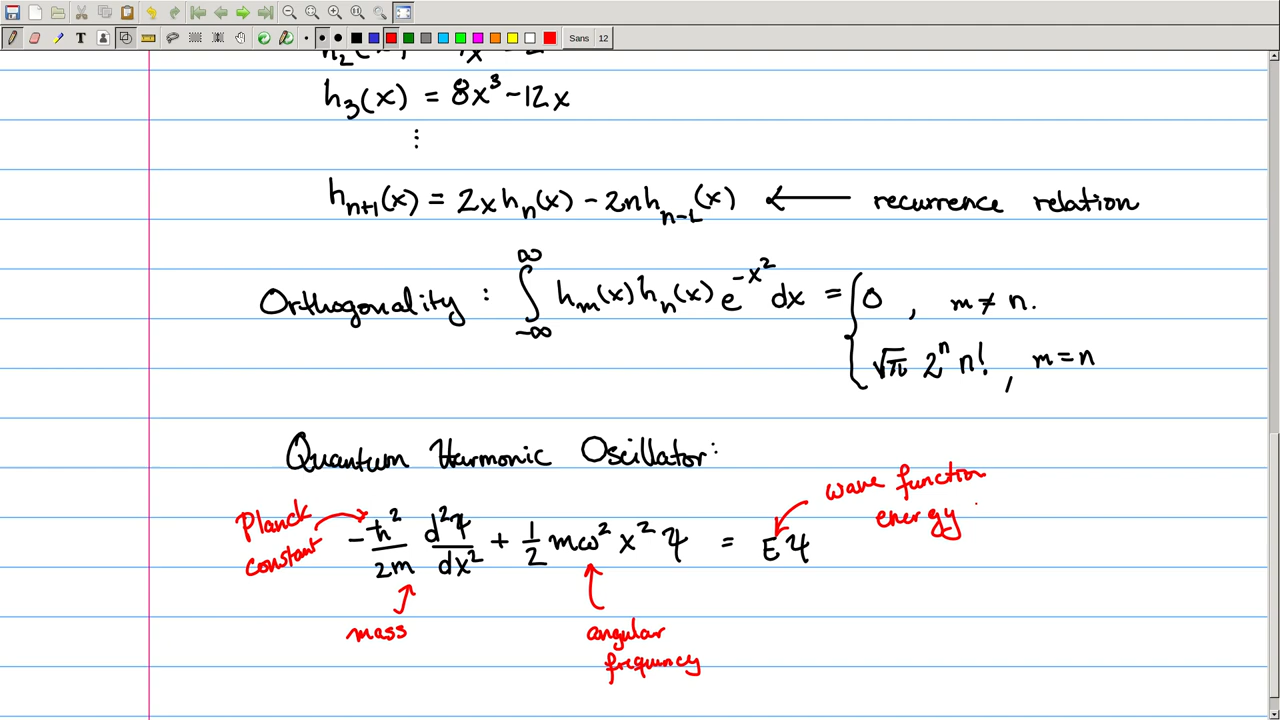 Sans 12
h₃(x) = 8x³ - 12x
⋮
hₙ₊₁(x) = 2x hₙ(x) - 2n hₙ₋₁(x) ← recurrence relation
Orthogonality : ∫_{-∞}^{∞} hₘ(x) hₙ(x) e^{-x²} dx = { 0 , m ≠ n.
√π 2ⁿ n! , m = n
Quantum Harmonic Oscillator:
wave function
energy
Planck
constant
-ħ²/2m d²Ψ/dx² + 1/2 mω² x² Ψ = EΨ
mass
angular
frequency